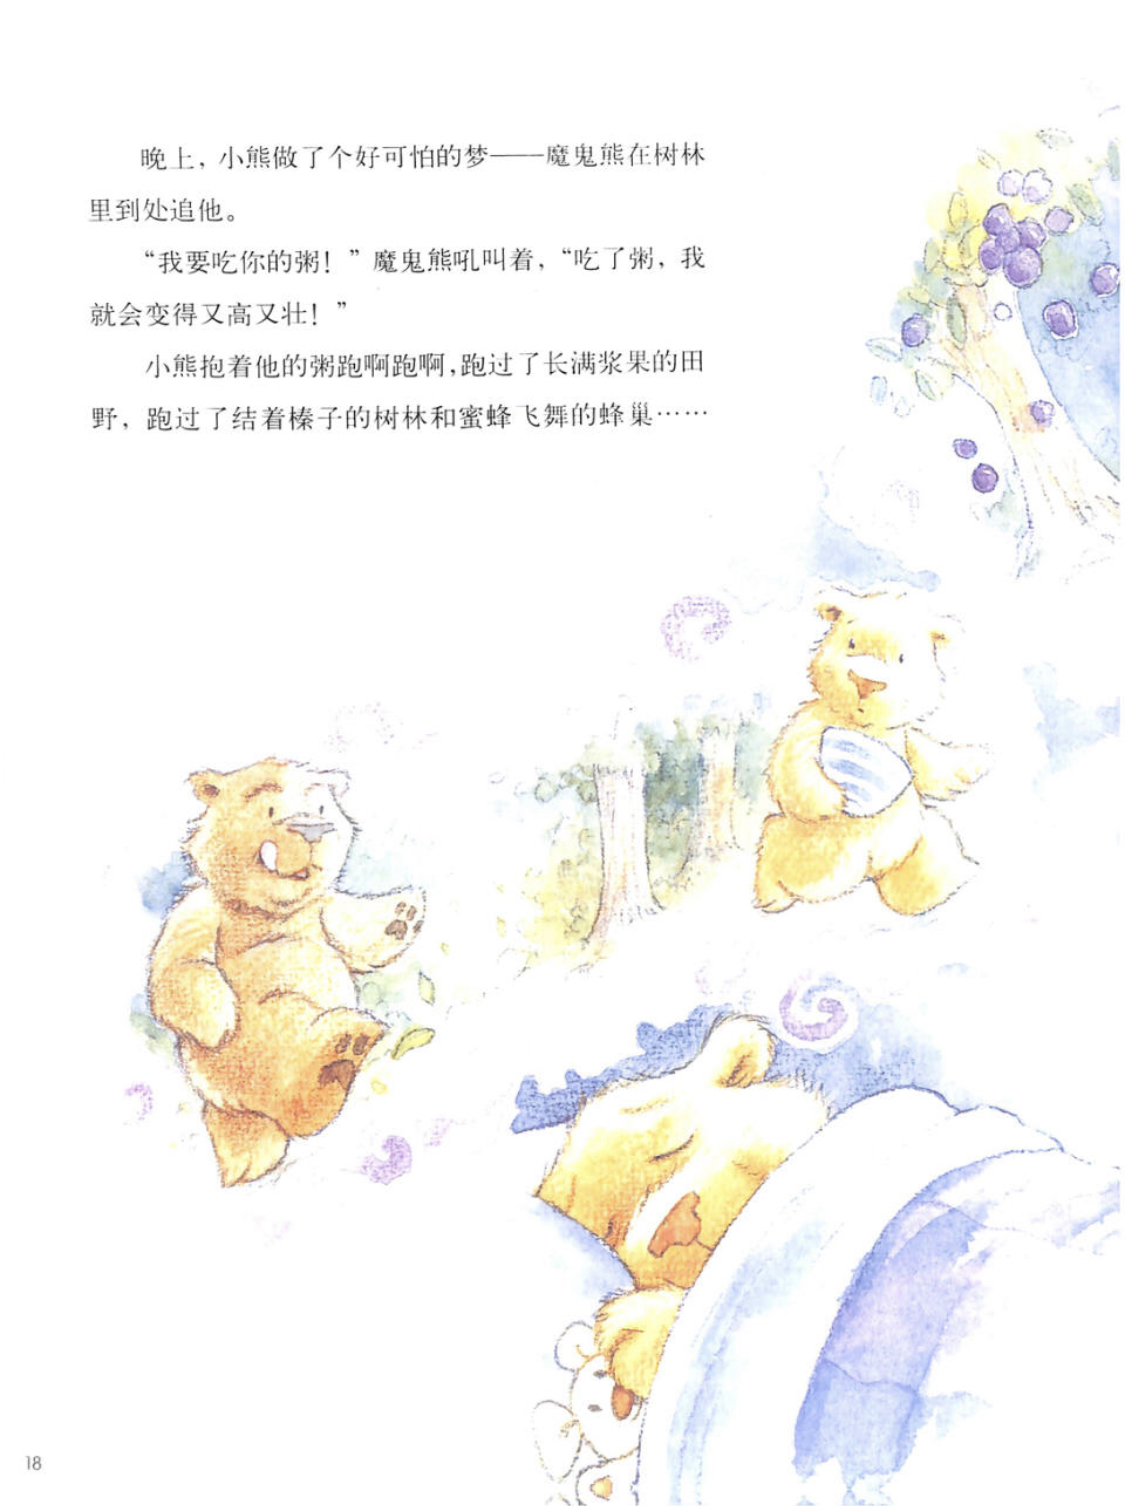 晚上，小熊做了个好可怕的梦——魔鬼熊在树林
里到处追他。
“我要吃你的粥！”魔鬼熊吼叫着，“吃了粥，我
就会变得又高又壮！”
小熊抱着他的粥跑啊跑啊，跑过了长满浆果的田
野，跑过了结着榛子的树林和蜜蜂飞舞的蜂巢……
18